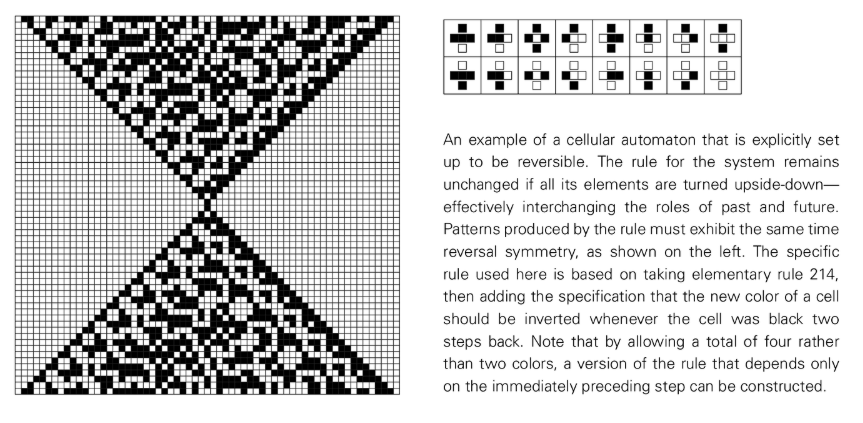 An example of a cellular automaton that is explicitly set
up to be reversible. The rule for the system remains
unchanged if all its elements are turned upside-down—
effectively interchanging the roles of past and future.
Patterns produced by the rule must exhibit the same time
reversal symmetry, as shown on the left. The specific
rule used here is based on taking elementary rule 214,
then adding the specification that the new color of a cell
should be inverted whenever the cell was black two
steps back. Note that by allowing a total of four rather
than two colors, a version of the rule that depends only
on the immediately preceding step can be constructed.